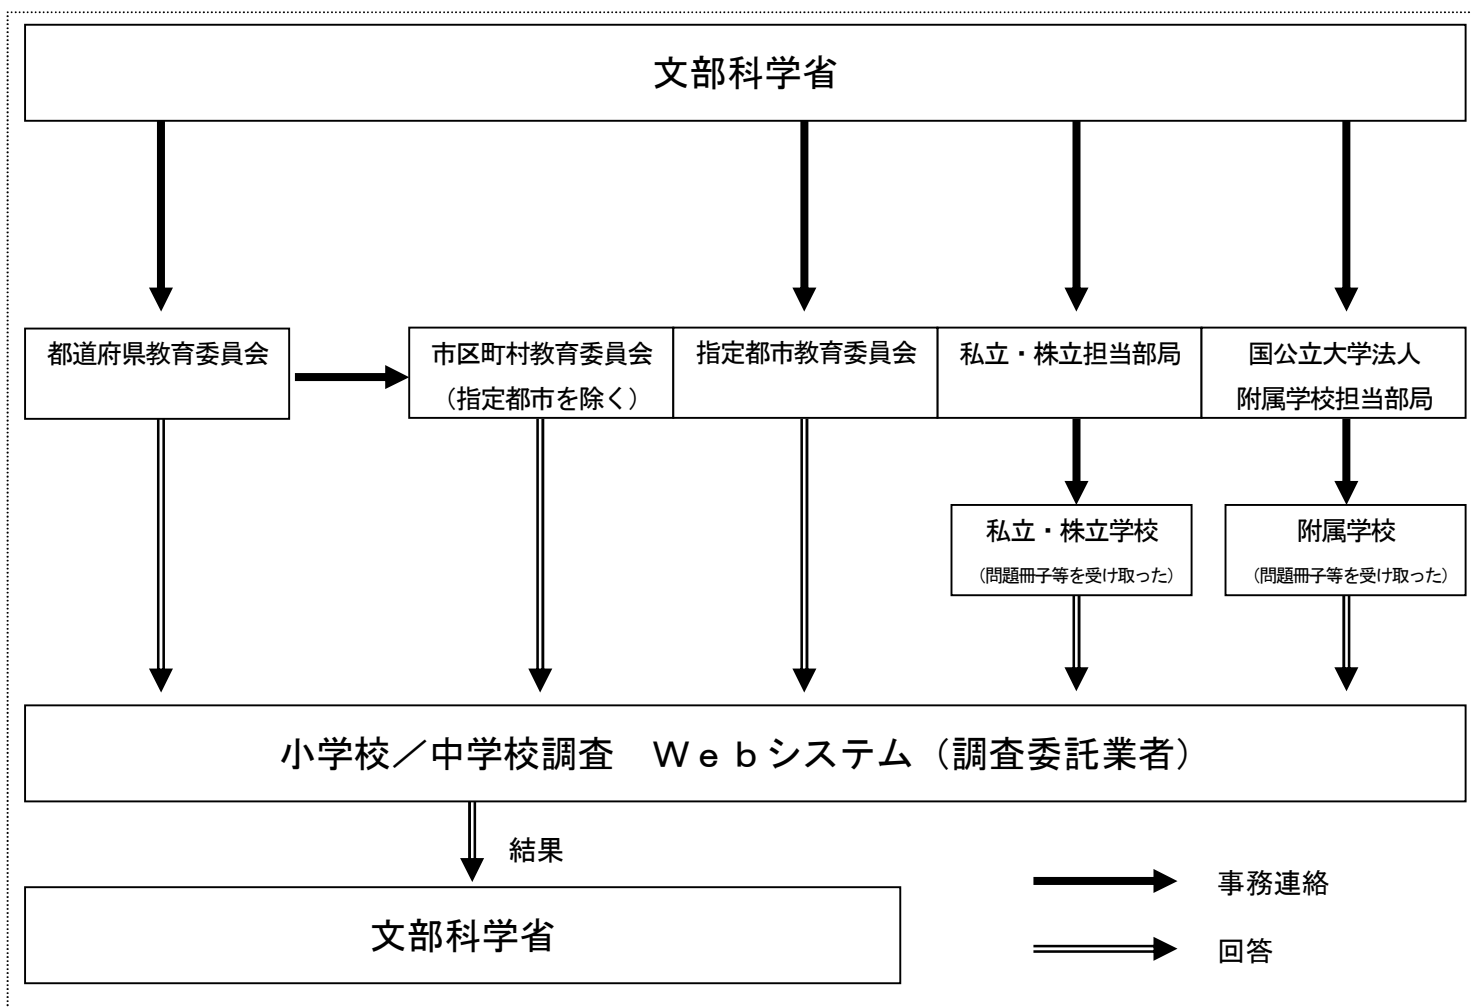 文部科学省
都道府県教育委員会
市区町村教育委員会
（指定都市を除く）
指定都市教育委員会
私立・株立担当部局
国公立大学法人
附属学校担当部局
私立・株立学校
（問題冊子等を受け取った）
附属学校
（問題冊子等を受け取った）
小学校／中学校調査　Ｗｅｂシステム（調査委託業者）
結果
文部科学省
事務連絡
回答